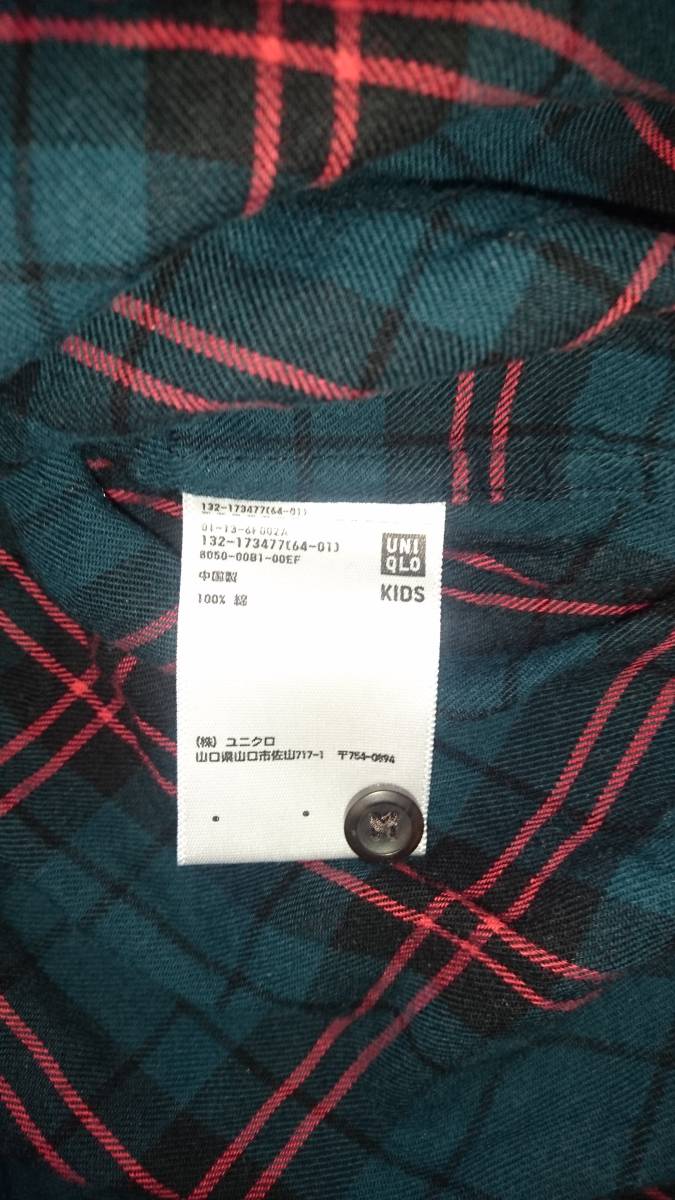 132-173477(64-01)
01-13-6F002A
132-173477(64-01)
8050-0081-00EF
中国製
100% 綿
UNI
QLO
KIDS
(株) ユニクロ
山口県山口市佐山717-1 〒754-0894